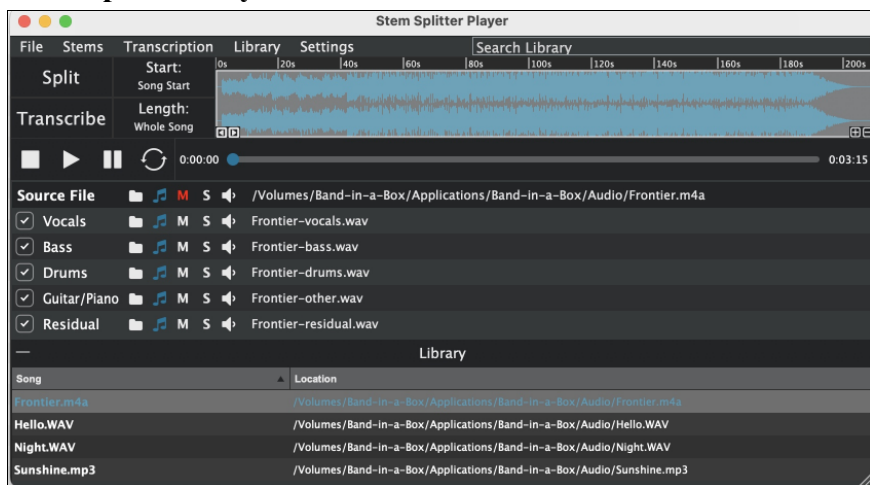 Stem Splitter Player
File Stems Transcription Library Settings Search Library
Split Start: Song Start 0s 20s 40s 60s 80s 100s 120s 140s 160s 180s 200s
Transcribe Length: Whole Song
0:00:00 0:03:15
Source File M S /Volumes/Band-in-a-Box/Applications/Band-in-a-Box/Audio/Frontier.m4a
Vocals M S Frontier-vocals.wav
Bass M S Frontier-bass.wav
Drums M S Frontier-drums.wav
Guitar/Piano M S Frontier-other.wav
Residual M S Frontier-residual.wav
Library
Song Location
Frontier.m4a /Volumes/Band-in-a-Box/Applications/Band-in-a-Box/Audio/Frontier.m4a
Hello.WAV /Volumes/Band-in-a-Box/Applications/Band-in-a-Box/Audio/Hello.WAV
Night.WAV /Volumes/Band-in-a-Box/Applications/Band-in-a-Box/Audio/Night.WAV
Sunshine.mp3 /Volumes/Band-in-a-Box/Applications/Band-in-a-Box/Audio/Sunshine.mp3